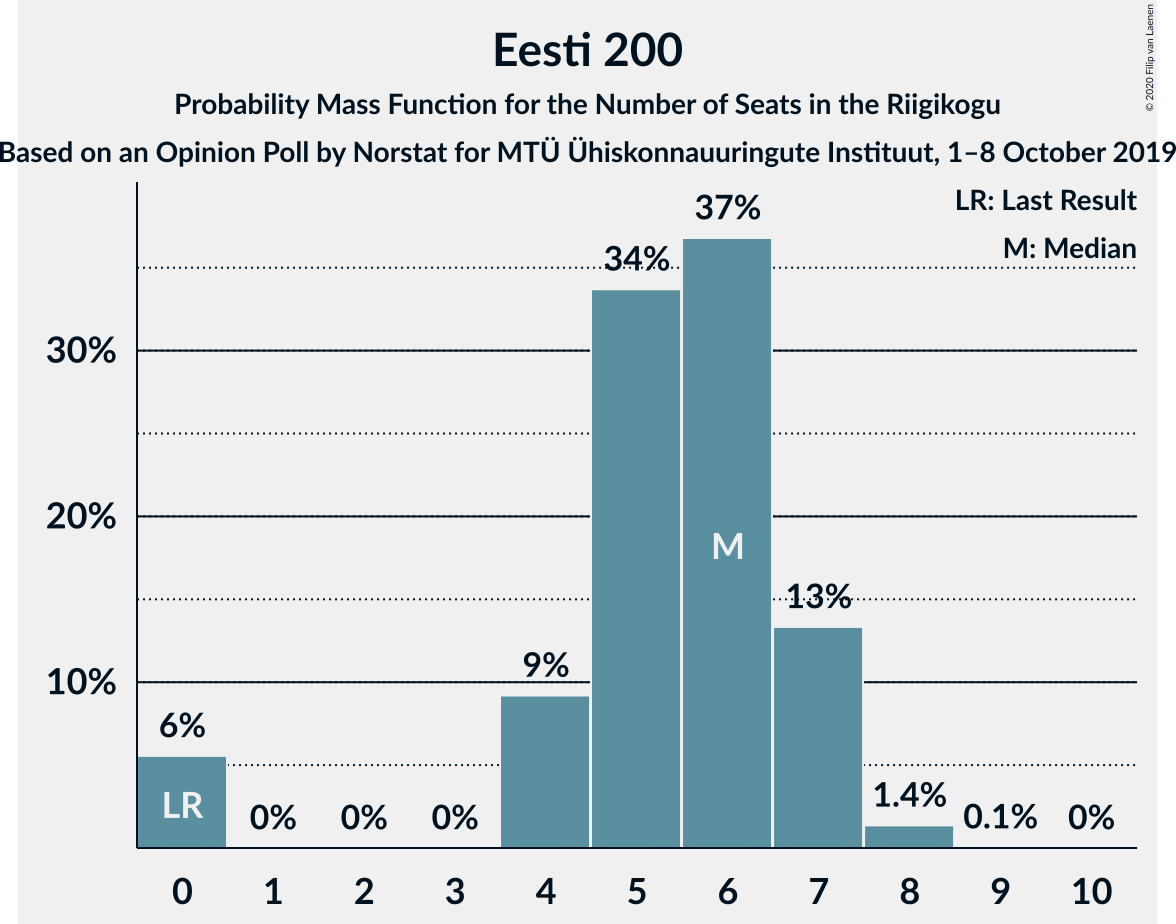 Eesti 200
Probability Mass Function for the Number of Seats in the Riigikogu
Based on an Opinion Poll by Norstat for MTÜ Ühiskonnauuringute Instituut, 1–8 October 2019
© 2020 Filip van Laenen
LR: Last Result
M: Median
37%
34%
30%
20%
M
13%
9%
10%
6%
LR
0%
0%
0%
1.4%
0.1%
0%
0 1 2 3 4 5 6 7 8 9 10